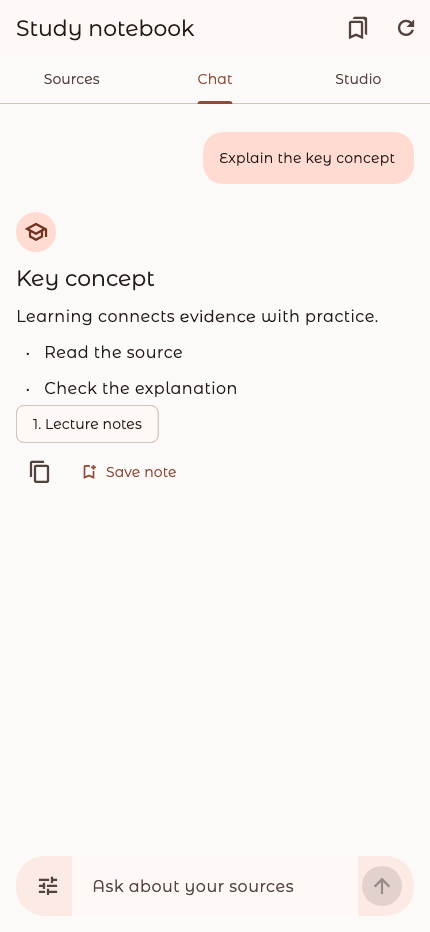 Study notebook
Sources
Chat
Studio
Explain the key concept
Key concept
Learning connects evidence with practice.
· Read the source
· Check the explanation
1. Lecture notes
Save note
Ask about your sources